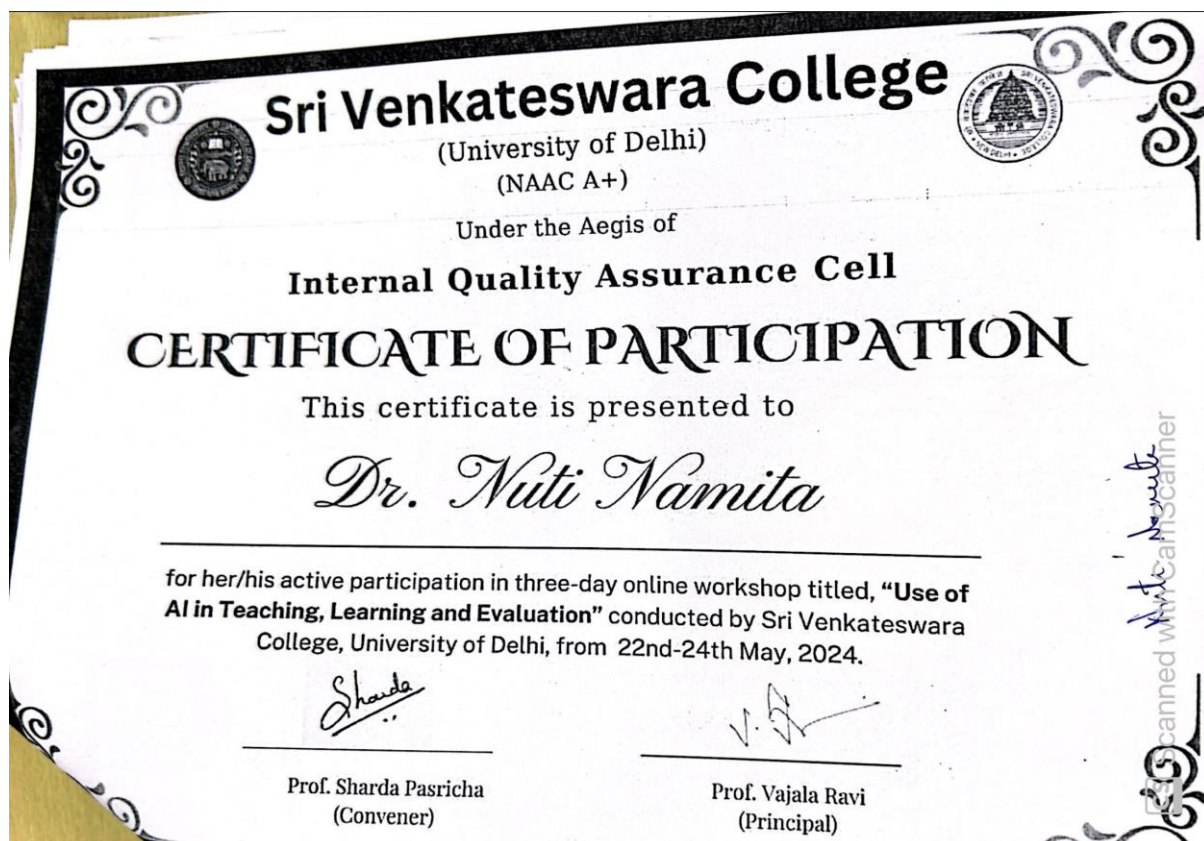 Sri Venkateswara College
(University of Delhi)
(NAAC A+)
Under the Aegis of
Internal Quality Assurance Cell
CERTIFICATE OF PARTICIPATION
This certificate is presented to
Dr. Nuti Namita
for her/his active participation in three-day online workshop titled, “Use of
AI in Teaching, Learning and Evaluation” conducted by Sri Venkateswara
College, University of Delhi, from 22nd-24th May, 2024.
Sharda
Prof. Sharda Pasricha
(Convener)
Prof. Vajala Ravi
(Principal)
Nuti Namita
CS Scanned with CamScanner